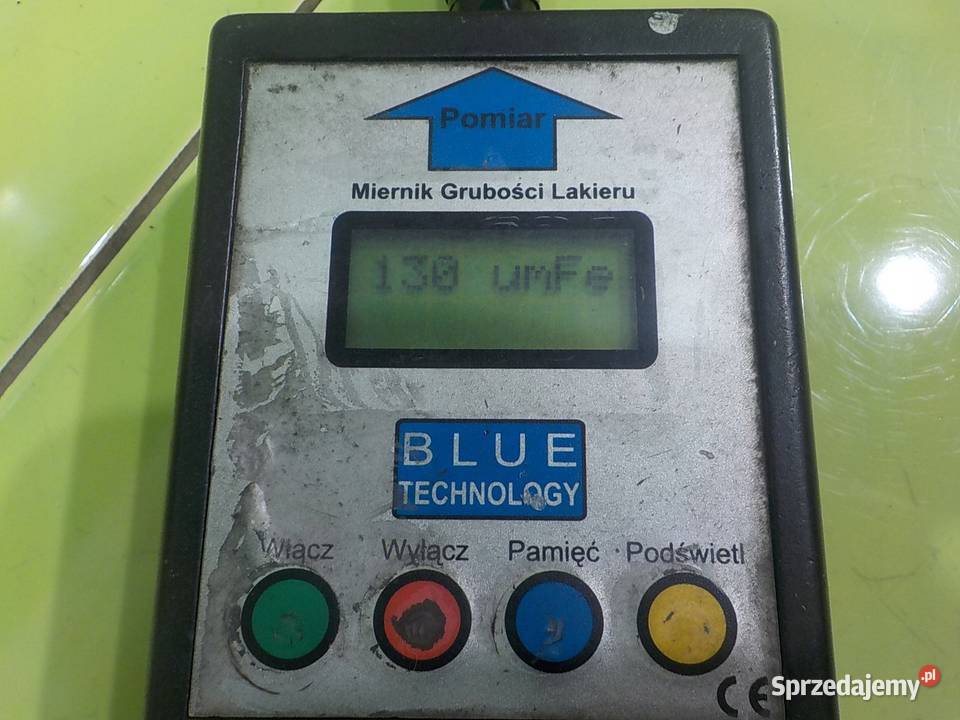 Pomiar
Miernik Grubości Lakieru
130 umFe
BLUE
TECHNOLOGY
Włącz Wyłącz Pamięć Podświetl
CE
Sprzedajemy.pl